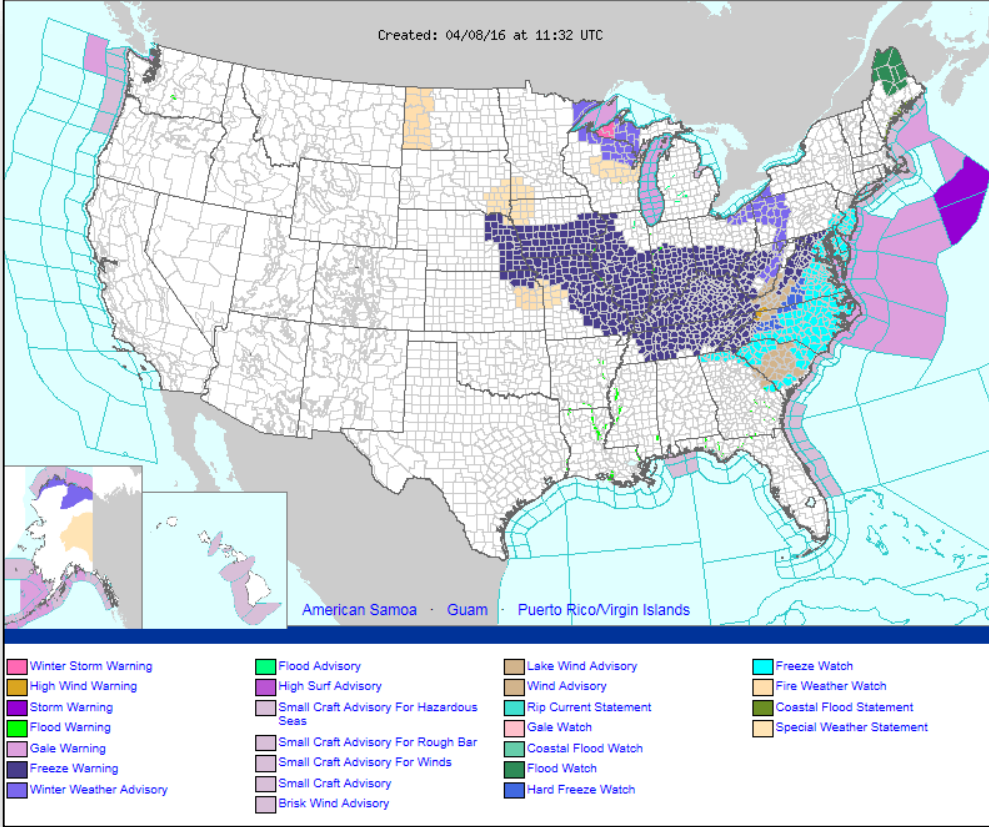 Created: 04/08/16 at 11:32 UTC
American Samoa · Guam · Puerto Rico/Virgin Islands
Winter Storm Warning
High Wind Warning
Storm Warning
Flood Warning
Gale Warning
Freeze Warning
Winter Weather Advisory
Flood Advisory
High Surf Advisory
Small Craft Advisory For Hazardous
Seas
Small Craft Advisory For Rough Bar
Small Craft Advisory For Winds
Small Craft Advisory
Brisk Wind Advisory
Lake Wind Advisory
Wind Advisory
Rip Current Statement
Gale Watch
Coastal Flood Watch
Flood Watch
Hard Freeze Watch
Freeze Watch
Fire Weather Watch
Coastal Flood Statement
Special Weather Statement